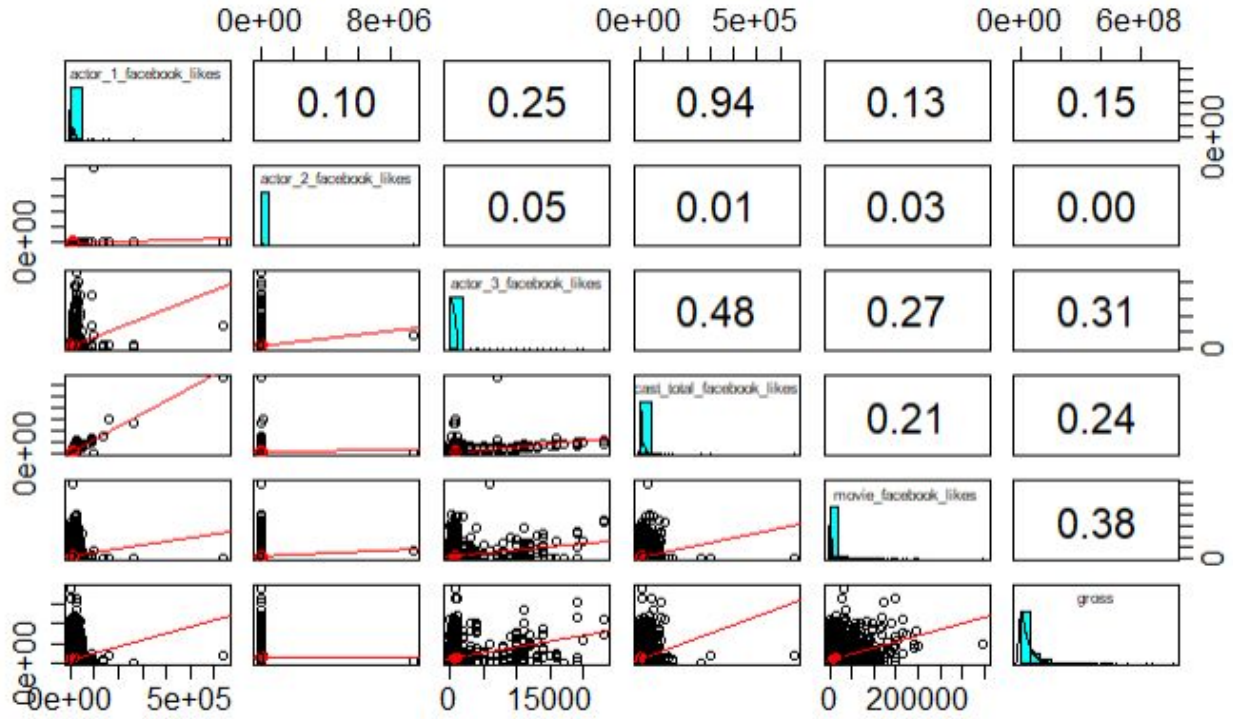 0e+00 8e+06 0e+00 5e+05 0e+00 6e+08
actor_1_facebook_likes 0.10 0.25 0.94 0.13 0.15 0e+00
0e+00 actor_2_facebook_likes 0.05 0.01 0.03 0.00
actor_3_facebook_likes 0.48 0.27 0.31 0
0e+00 cast_total_facebook_likes 0.21 0.24
movie_facebook_likes 0.38 0
0e+00 gross
0e+00 5e+05 0 15000 0 200000